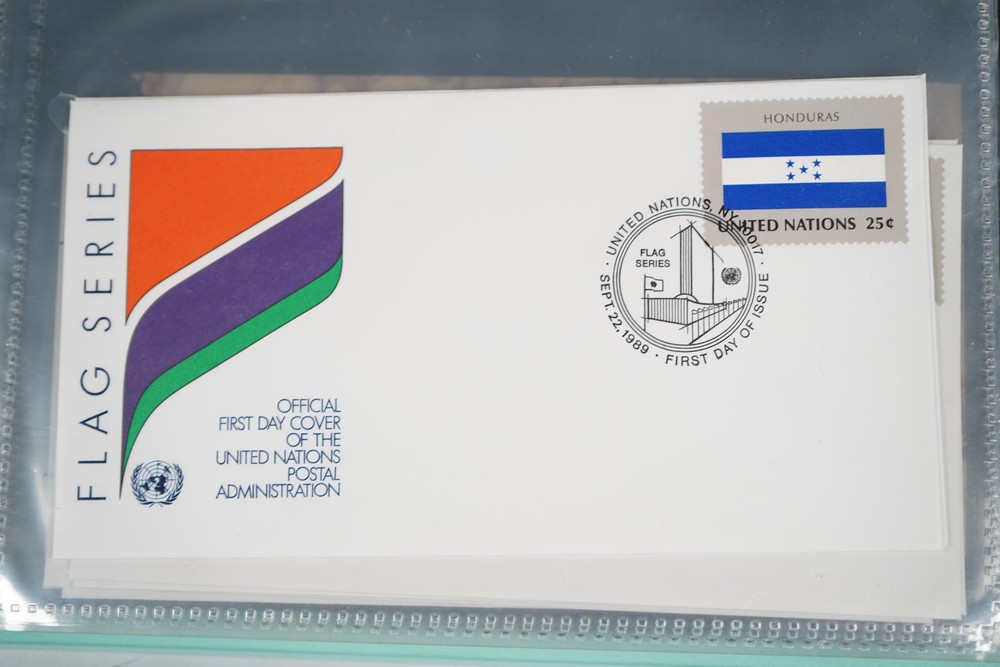 FLAG SERIES
OFFICIAL
FIRST DAY COVER
OF THE
UNITED NATIONS
POSTAL
ADMINISTRATION
HONDURAS
UNITED NATIONS 25¢
· UNITED NATIONS, NY 10017 ·
FLAG
SERIES
SEPT. 22, 1989 · FIRST DAY OF ISSUE